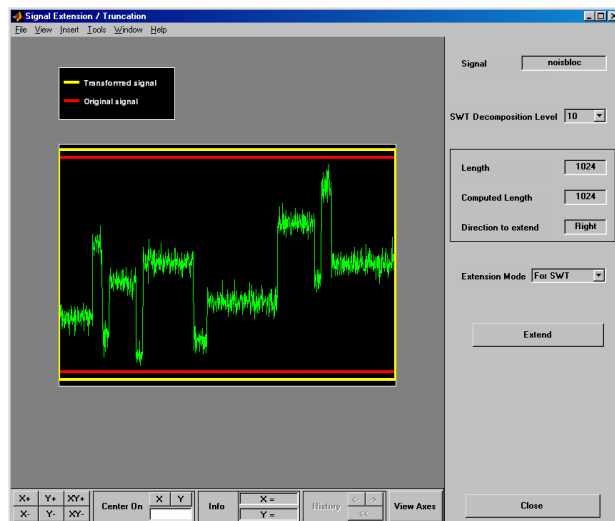 Signal Extension / Truncation
File View Insert Tools Window Help
Transformed signal
Original signal
Signal noisbloc
SWT Decomposition Level 10
Length 1024
Computed Length 1024
Direction to extend Right
Extension Mode For SWT
Extend
X+ Y+ XY+
X- Y- XY-
Center On X Y
Info X =
Y =
History <- ->
<<-
View Axes
Close